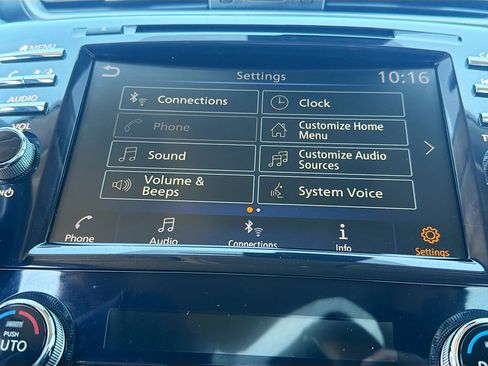 MENU
Settings
10:16
Connections
Clock
AUDIO
Phone
Customize Home
Menu
VOL
Sound
Customize Audio
Sources
Volume &
Beeps
System Voice
Phone
Audio
Connections
Info
Settings
PUSH
AUTO